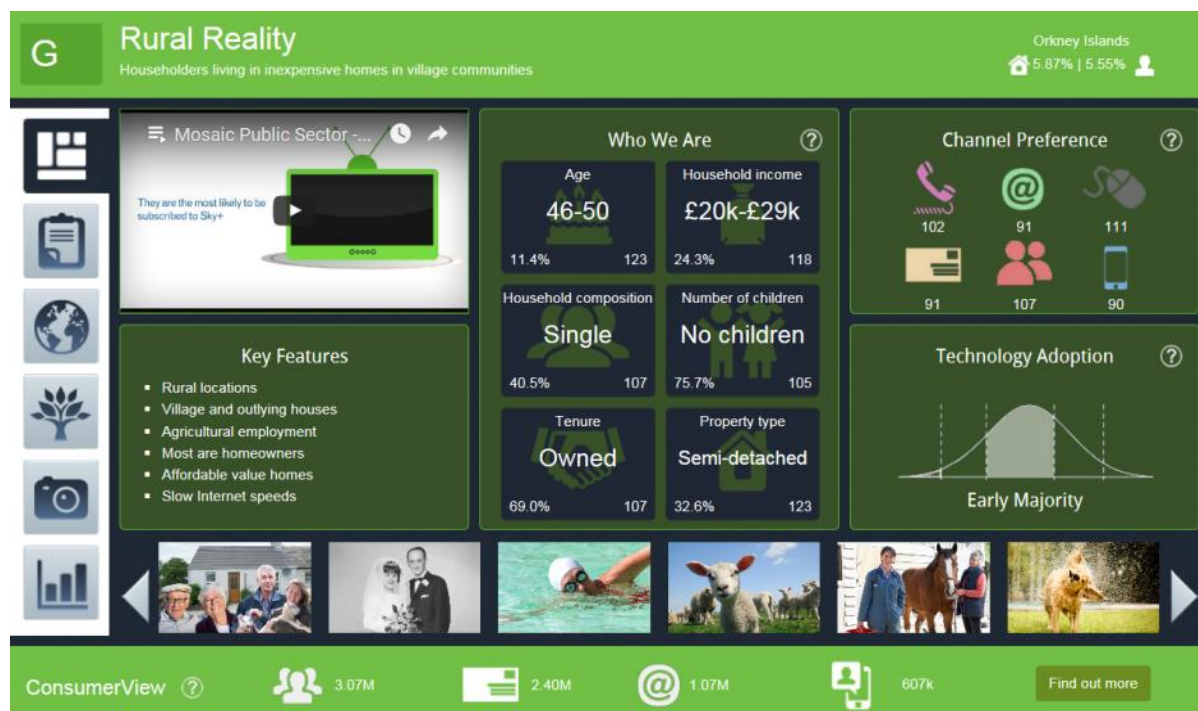 G
Rural Reality
Householders living in inexpensive homes in village communities
Orkney Islands
5.87% | 5.55%
Mosaic Public Sector -...
They are the most likely to be
subscribed to Sky+
Key Features
Rural locations
Village and outlying houses
Agricultural employment
Most are homeowners
Affordable value homes
Slow Internet speeds
Who We Are ?
Age
46-50
11.4% 123
Household income
£20k-£29k
24.3% 118
Household composition
Single
40.5% 107
Number of children
No children
75.7% 105
Tenure
Owned
69.0% 107
Property type
Semi-detached
32.6% 123
Channel Preference ?
@
102 91 111
91 107 90
Technology Adoption ?
Early Majority
ConsumerView ? 3.07M 2.40M @ 1.07M 607k Find out more